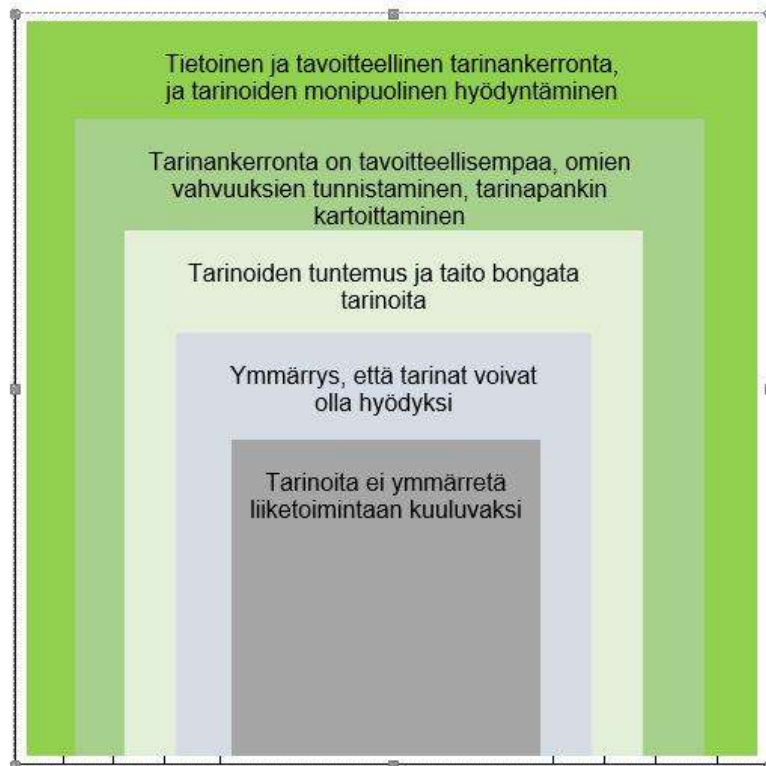 Tietoinen ja tavoitteellinen tarinankerronta,
ja tarinoiden monipuolinen hyödyntäminen
Tarinankerronta on tavoitteellisempaa, omien
vahvuuksien tunnistaminen, tarinapankin
kartoittaminen
Tarinoiden tuntemus ja taito bongata
tarinoita
Ymmärrys, että tarinat voivat
olla hyödyksi
Tarinoita ei ymmärretä
liiketoimintaan kuuluvaksi